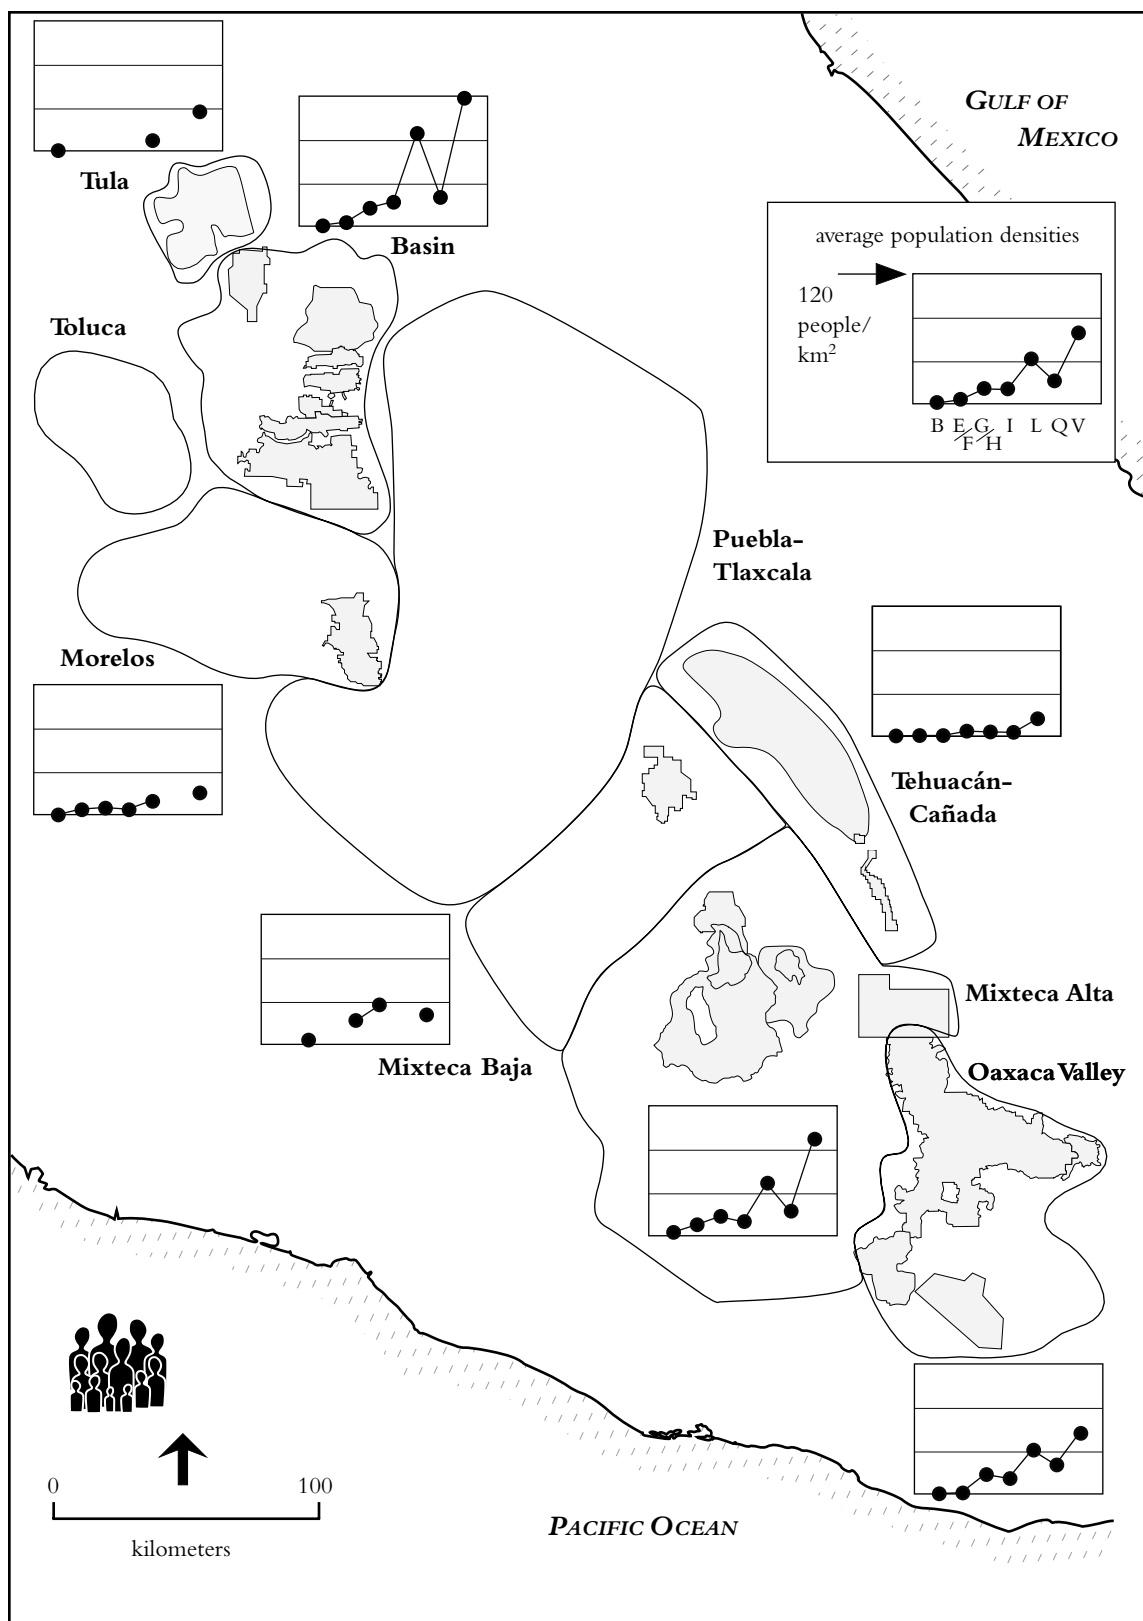 Tula
Basin
GULF OF
MEXICO
average population densities
120
people/
km²
B E/F G/H I L Q V
Toluca
Puebla-
Tlaxcala
Morelos
Tehuacán-
Cañada
Mixteca Alta
Mixteca Baja
Oaxaca Valley
0 100
kilometers
PACIFIC OCEAN